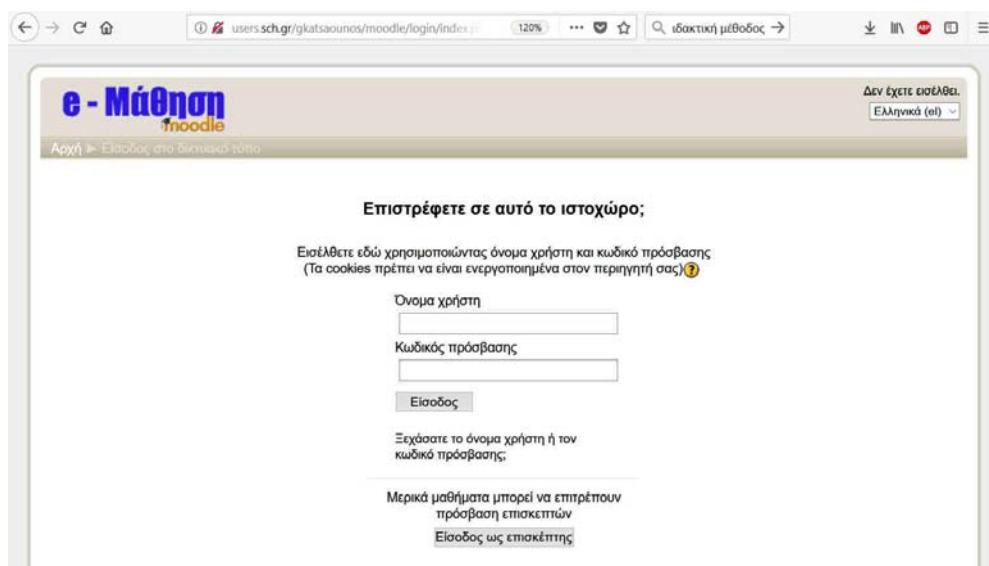 users.sch.gr/gkatsaounos/moodle/login/index.p
120%
ιδακτική μέθοδος
ABP
e - Μάθηση
moodle
Δεν έχετε εισέλθει.
Ελληνικά (el)
Αρχή ► Είσοδος στο δικτυακό τόπο
Επιστρέφετε σε αυτό το ιστοχώρο;
Εισέλθετε εδώ χρησιμοποιώντας όνομα χρήστη και κωδικό πρόσβασης
(Τα cookies πρέπει να είναι ενεργοποιημένα στον περιηγητή σας)
Όνομα χρήστη
Κωδικός πρόσβασης
Είσοδος
Ξεχάσατε το όνομα χρήστη ή τον
κωδικό πρόσβασης;
Μερικά μαθήματα μπορεί να επιτρέπουν
πρόσβαση επισκεπτών
Είσοδος ως επισκέπτης